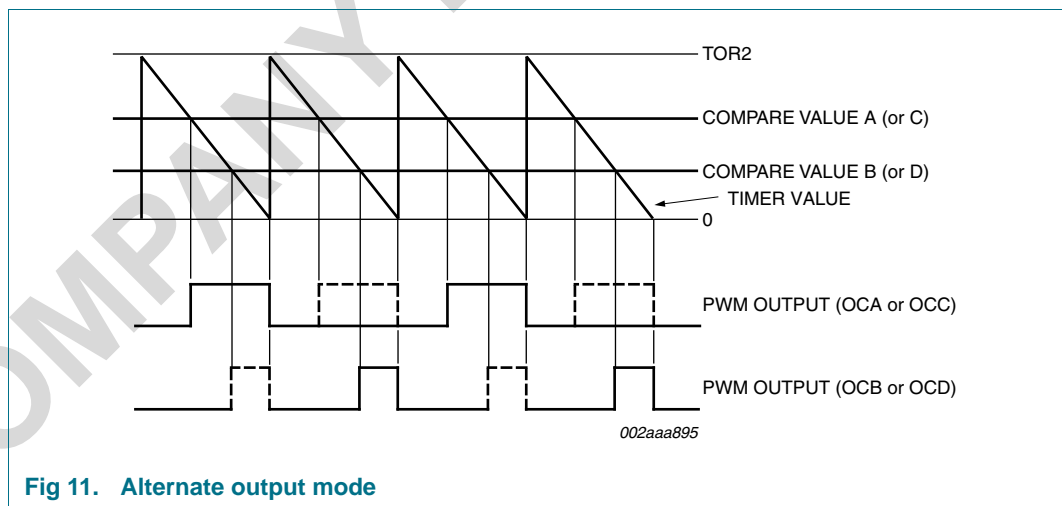 TOR2
COMPARE VALUE A (or C)
COMPARE VALUE B (or D)
TIMER VALUE
0
PWM OUTPUT (OCA or OCC)
PWM OUTPUT (OCB or OCD)
002aaa895
Fig 11. Alternate output mode
OMPANY